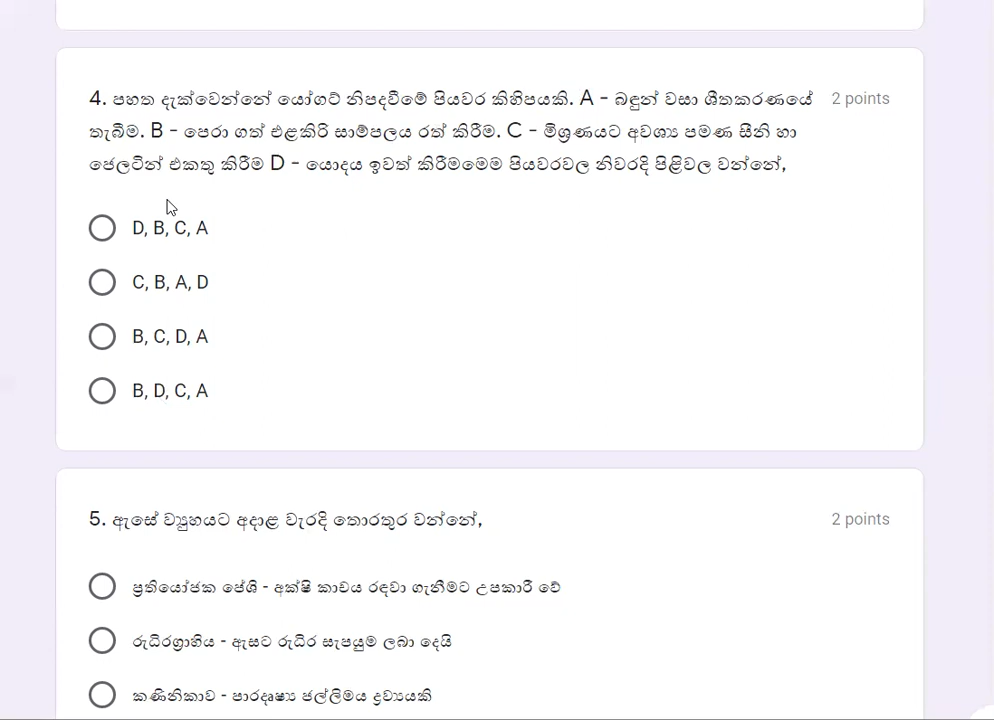 4. පහත දැක්වෙන්නේ යෝගට් නිපදවීමේ පියවර කිහිපයකි. A - බඳුන් වසා ශීතකරණයේ 2 points
තැබීම. B - පෙරා ගත් එළකිරි සාම්පලය රත් කිරීම. C - මිශ්‍රණයට අවශ්‍ය පමණ සීනි හා
ජෙලටින් එකතු කිරීම D - යොදය ඉවත් කිරීමමෙම පියවරවල නිවරදි පිළිවල වන්නේ,
D, B, C, A
C, B, A, D
B, C, D, A
B, D, C, A
5. ඇසේ ව්‍යුහයට අදාළ වැරදි තොරතුර වන්නේ, 2 points
ප්‍රතියෝජක පේශි - අක්ෂි කාචය රඳවා ගැනීමට උපකාරී වේ
රුධිරග්‍රාහිය - ඇසට රුධිර සැපයුම ලබා දෙයි
කණිනිකාව - පාරදෘෂ්‍ය ජල්ලිමය ද්‍රව්‍යයකි